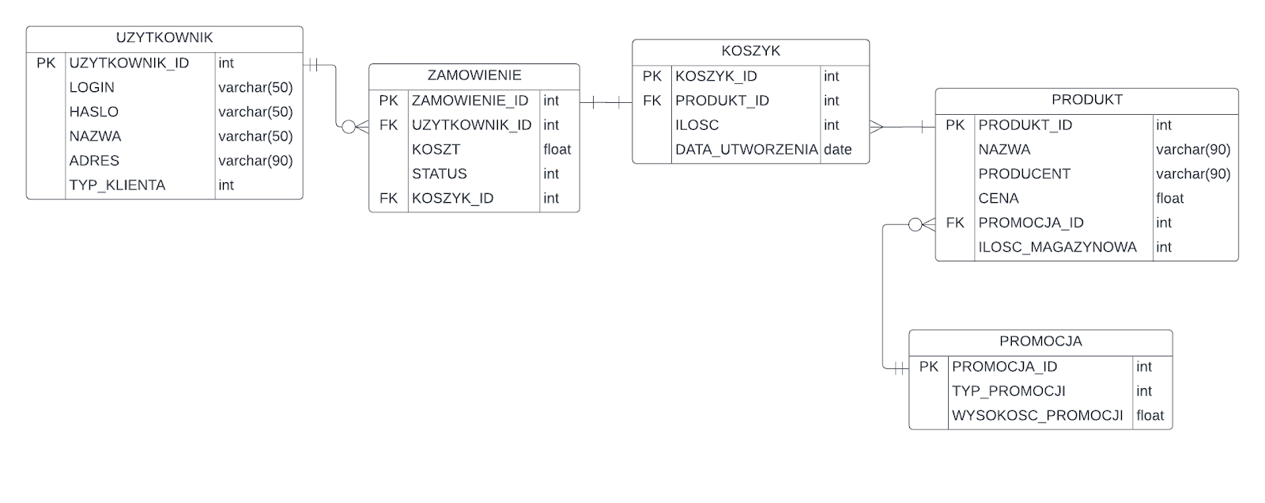 UZYTKOWNIK
PK UZYTKOWNIK_ID int
LOGIN varchar(50)
HASLO varchar(50)
NAZWA varchar(50)
ADRES varchar(90)
TYP_KLIENTA int
ZAMOWIENIE
PK ZAMOWIENIE_ID int
FK UZYTKOWNIK_ID int
KOSZT float
STATUS int
FK KOSZYK_ID int
KOSZYK
PK KOSZYK_ID int
FK PRODUKT_ID int
ILOSC int
DATA_UTWORZENIA date
PRODUKT
PK PRODUKT_ID int
NAZWA varchar(90)
PRODUCENT varchar(90)
CENA float
FK PROMOCJA_ID int
ILOSC_MAGAZYNOWA int
PROMOCJA
PK PROMOCJA_ID int
TYP_PROMOCJI int
WYSOKOSC_PROMOCJI float